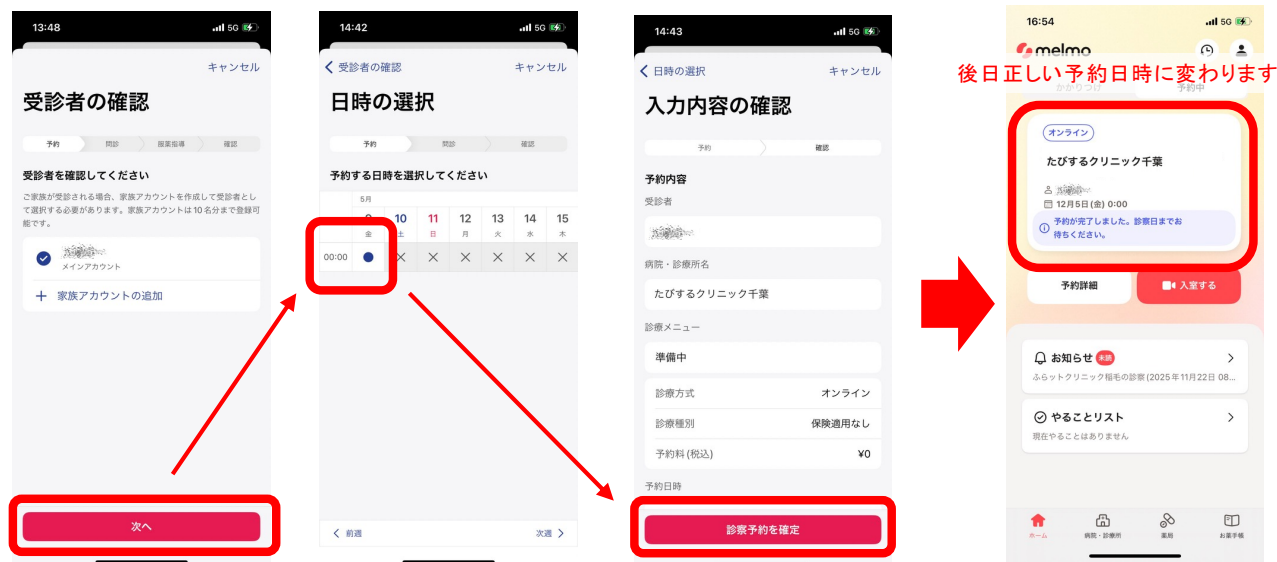 13:48
5G
キャンセル
受診者の確認
予約
問診
服薬指導
確認
受診者を確認してください
ご家族が受診される場合、家族アカウントを作成して受診者とし
て選択する必要があります。家族アカウントは10名分まで登録可
能です。
メインアカウント
家族アカウントの追加
次へ
14:42
5G
受診者の確認
キャンセル
日時の選択
予約
問診
確認
予約する日時を選択してください
5月
10 11 12 13 14 15
金 土 日 月 火 水 木
00:00
前週
次週
14:43
5G
日時の選択
キャンセル
入力内容の確認
予約
確認
予約内容
受診者
病院・診療所名
たびするクリニック千葉
診療メニュー
準備中
診療方式 オンライン
診療種別 保険適用なし
予約料(税込) ¥0
予約日時
診察予約を確定
16:54
5G
melmo
後日正しい予約日時に変わります
かかりつけ
予約中
オンライン
たびするクリニック千葉
12月5日(金) 0:00
予約が完了しました。診察日までお
待ちください。
予約詳細
入室する
お知らせ 未読
ふらットクリニック稲毛の診察(2025年11月22日 08...
やることリスト
現在やることはありません
ホーム
病院・診療所
薬局
お薬手帳